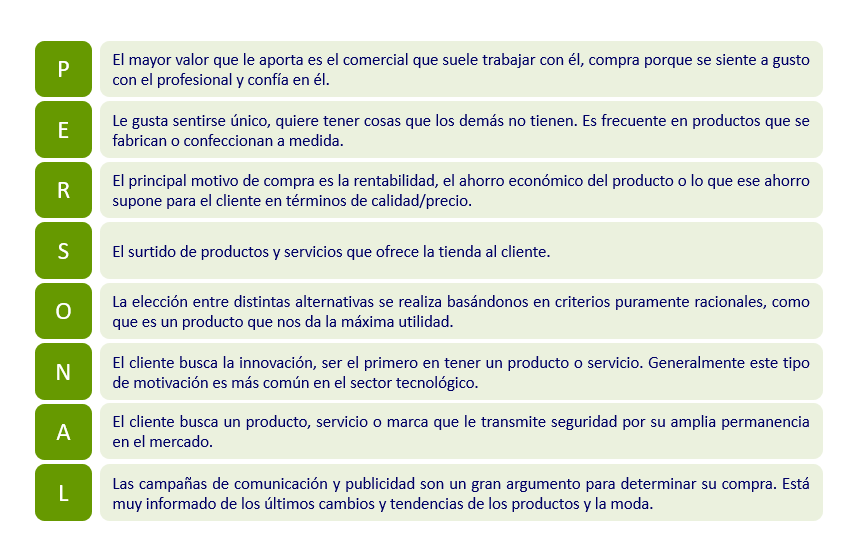 P
El mayor valor que le aporta es el comercial que suele trabajar con él, compra porque se siente a gusto
con el profesional y confía en él.
E
Le gusta sentirse único, quiere tener cosas que los demás no tienen. Es frecuente en productos que se
fabrican o confeccionan a medida.
R
El principal motivo de compra es la rentabilidad, el ahorro económico del producto o lo que ese ahorro
supone para el cliente en términos de calidad/precio.
S
El surtido de productos y servicios que ofrece la tienda al cliente.
O
La elección entre distintas alternativas se realiza basándonos en criterios puramente racionales, como
que es un producto que nos da la máxima utilidad.
N
El cliente busca la innovación, ser el primero en tener un producto o servicio. Generalmente este tipo
de motivación es más común en el sector tecnológico.
A
El cliente busca un producto, servicio o marca que le transmite seguridad por su amplia permanencia
en el mercado.
L
Las campañas de comunicación y publicidad son un gran argumento para determinar su compra. Está
muy informado de los últimos cambios y tendencias de los productos y la moda.